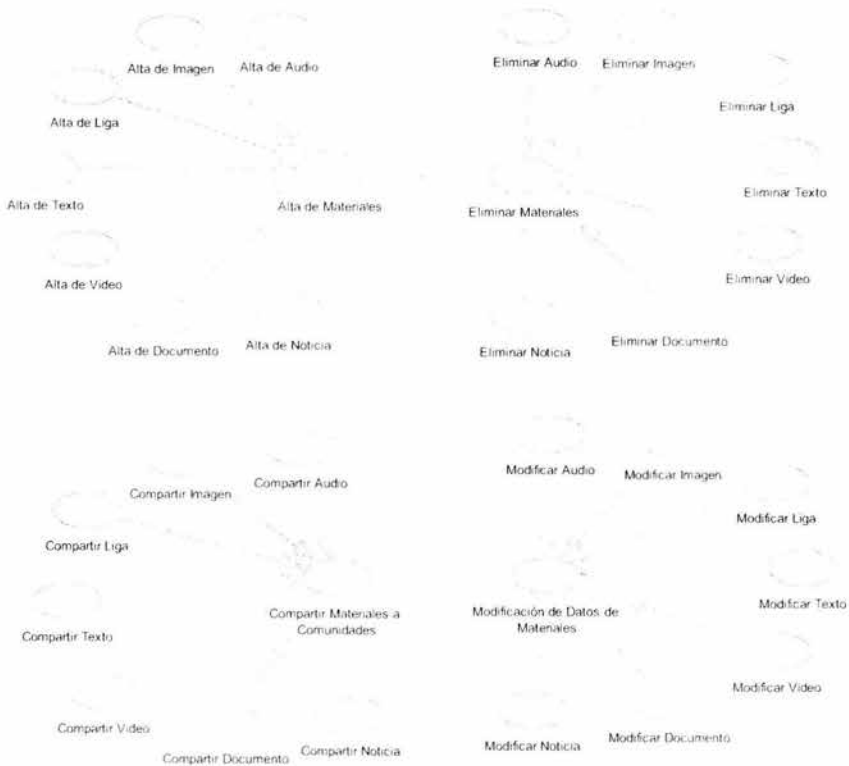 Alta de Imagen
Alta de Audio
Alta de Liga
Alta de Texto
Alta de Materiales
Alta de Video
Alta de Documento
Alta de Noticia
Eliminar Audio
Eliminar Imagen
Eliminar Liga
Eliminar Texto
Eliminar Materiales
Eliminar Video
Eliminar Noticia
Eliminar Documento
Compartir Imagen
Compartir Audio
Compartir Liga
Compartir Texto
Compartir Materiales a
Comunidades
Compartir Video
Compartir Documento
Compartir Noticia
Modificar Audio
Modificar Imagen
Modificar Liga
Modificar Texto
Modificación de Datos de
Materiales
Modificar Video
Modificar Noticia
Modificar Documento